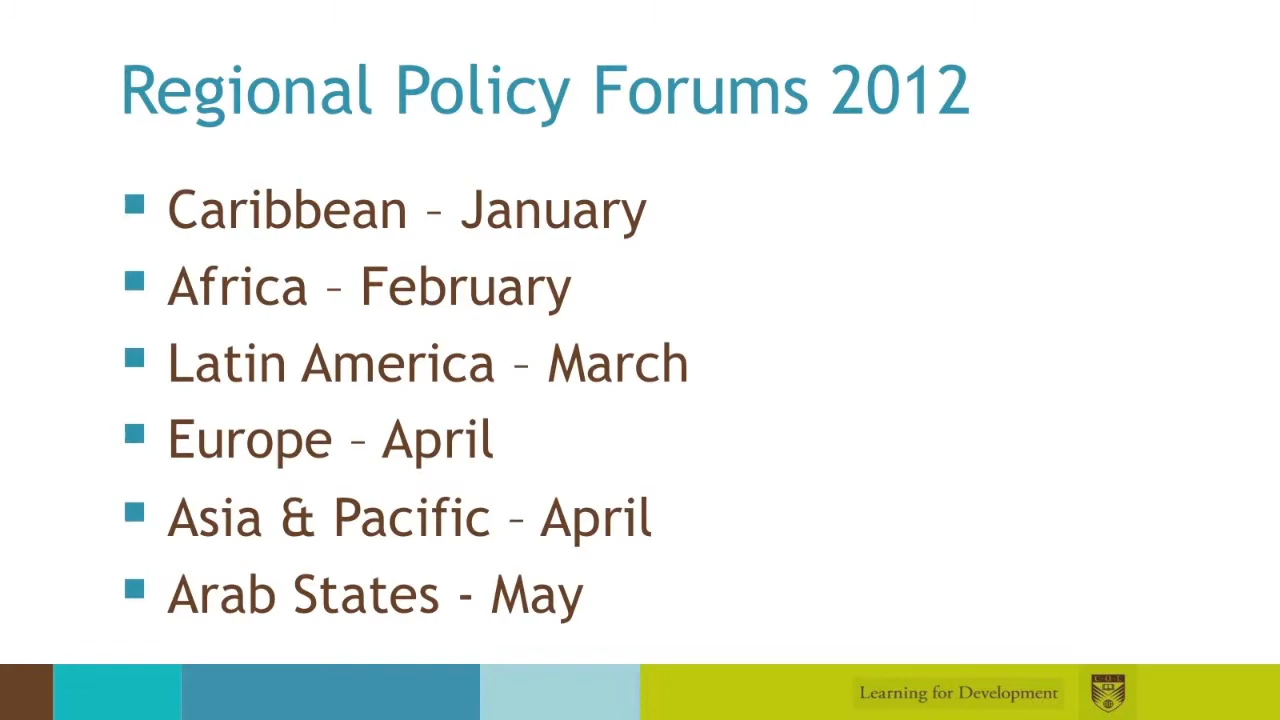 Regional Policy Forums 2012
Caribbean – January
Africa – February
Latin America – March
Europe – April
Asia & Pacific – April
Arab States - May
Learning for Development
COL